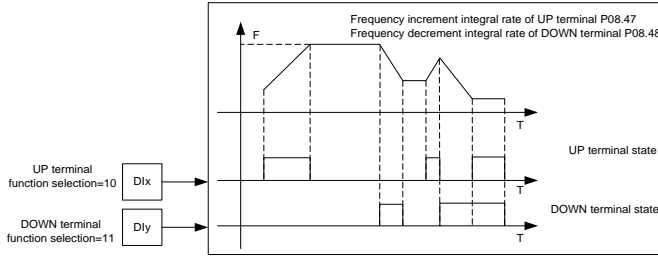 Frequency increment integral rate of UP terminal P08.47
Frequency decrement integral rate of DOWN terminal P08.48
F
T
UP terminal state
T
DOWN terminal state
T
UP terminal
function selection=10
DIx
DOWN terminal
function selection=11
DIy